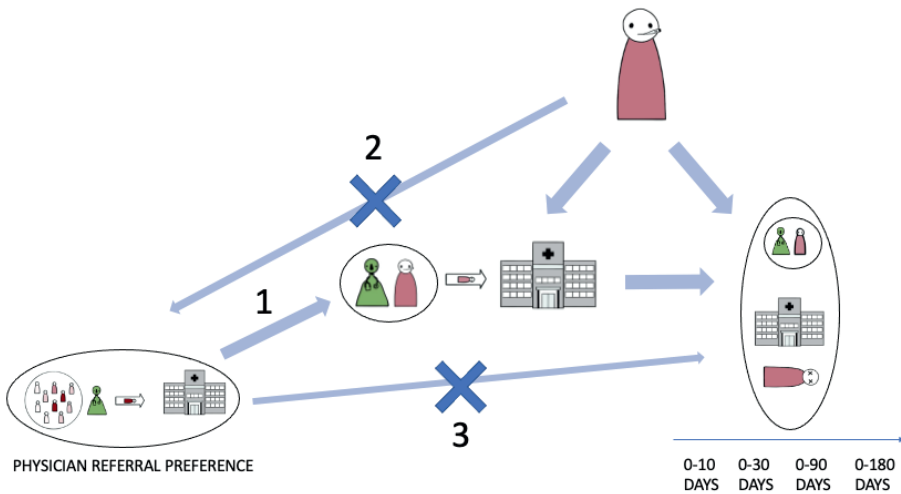 2
1
3
PHYSICIAN REFERRAL PREFERENCE
0-10 0-30 0-90 0-180
DAYS DAYS DAYS DAYS